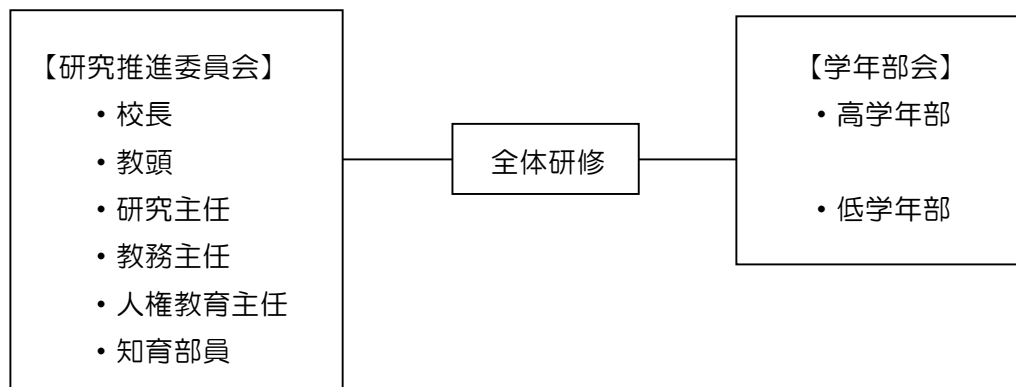 【研究推進委員会】
・校長
・教頭
・研究主任
・教務主任
・人権教育主任
・知育部員
全体研修
【学年部会】
・高学年部
・低学年部